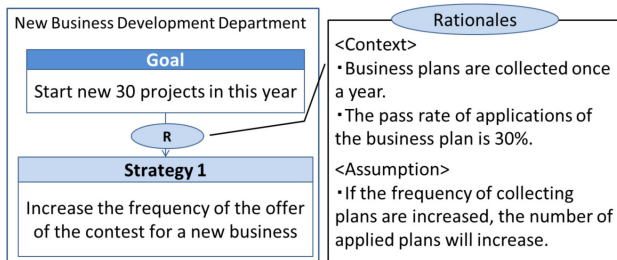 New Business Development Department
Goal
Start new 30 projects in this year
R
Strategy 1
Increase the frequency of the offer
of the contest for a new business
Rationales
<Context>
・Business plans are collected once
a year.
・The pass rate of applications of
the business plan is 30%.
<Assumption>
・If the frequency of collecting
plans are increased, the number of
applied plans will increase.